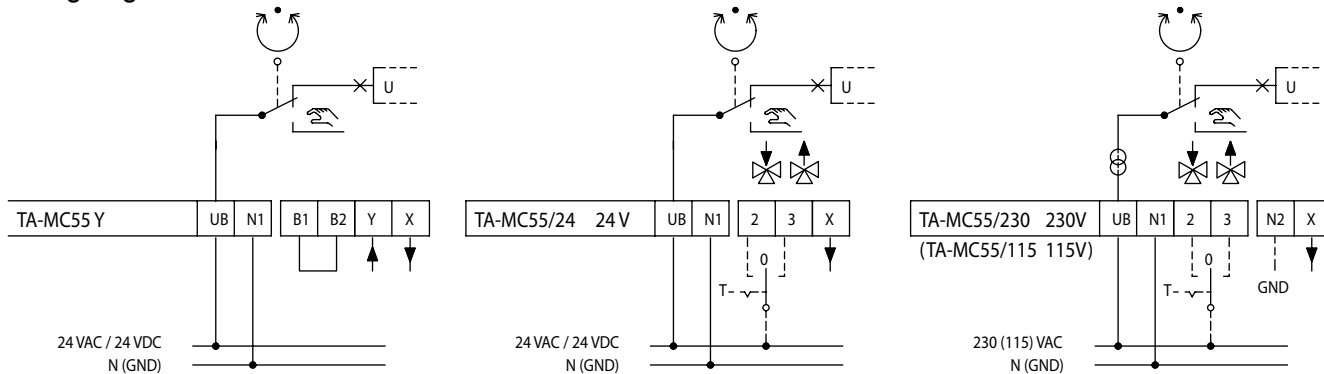 U
TA-MC55 Y UB N1 B1 B2 Y X
24 VAC / 24 VDC
N (GND)
U
TA-MC55/24 24 V UB N1 2 3 X
0
T
24 VAC / 24 VDC
N (GND)
U
TA-MC55/230 230V UB N1 2 3 N2 X
(TA-MC55/115 115V)
0
T
GND
230 (115) VAC
N (GND)